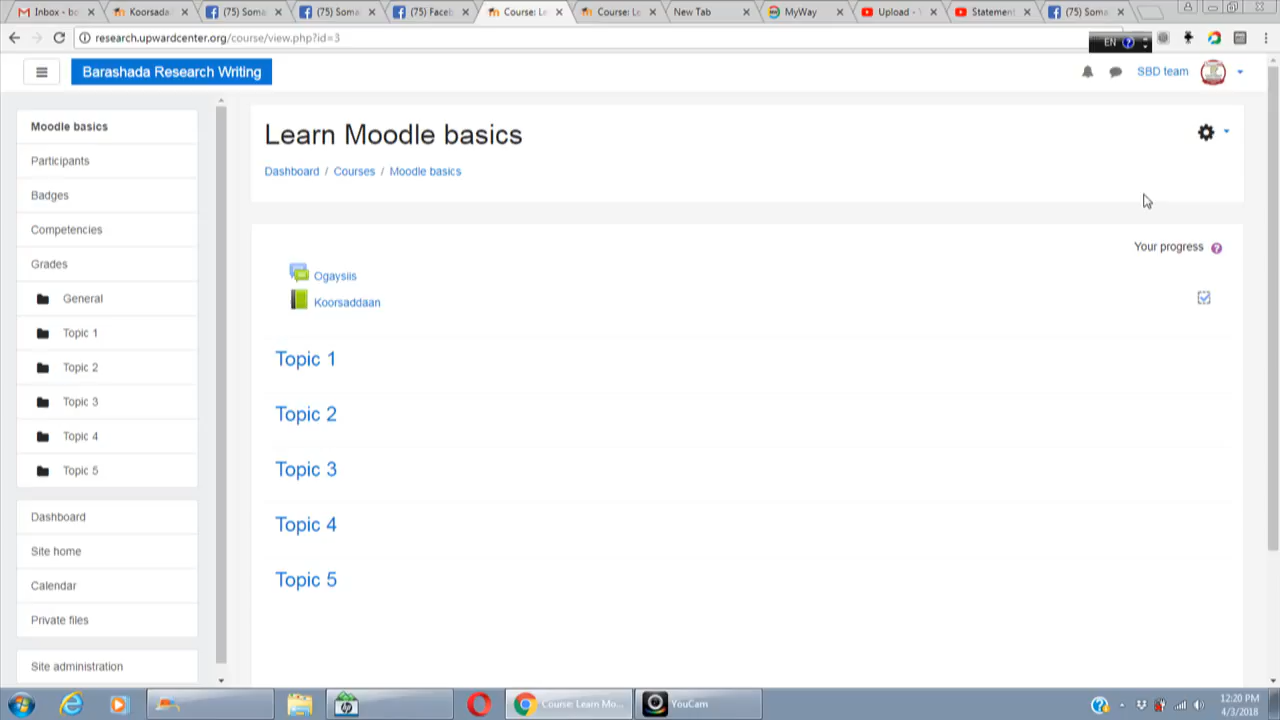 Inbox - bo
Koorsada
(75) Soma
(75) Soma
(75) Faceb
Course: Le
Course: Le
New Tab
MyWay
Upload -
Statement
(75) Soma
research.upwardcenter.org/course/view.php?id=3
EN
Barashada Research Writing
SBD team
Moodle basics
Participants
Badges
Competencies
Grades
General
Topic 1
Topic 2
Topic 3
Topic 4
Topic 5
Dashboard
Site home
Calendar
Private files
Site administration
Learn Moodle basics
Dashboard / Courses / Moodle basics
Your progress
Ogaysiis
Koorsaddaan
Topic 1
Topic 2
Topic 3
Topic 4
Topic 5
Course: Learn Mo...
YouCam
12:20 PM
4/3/2018